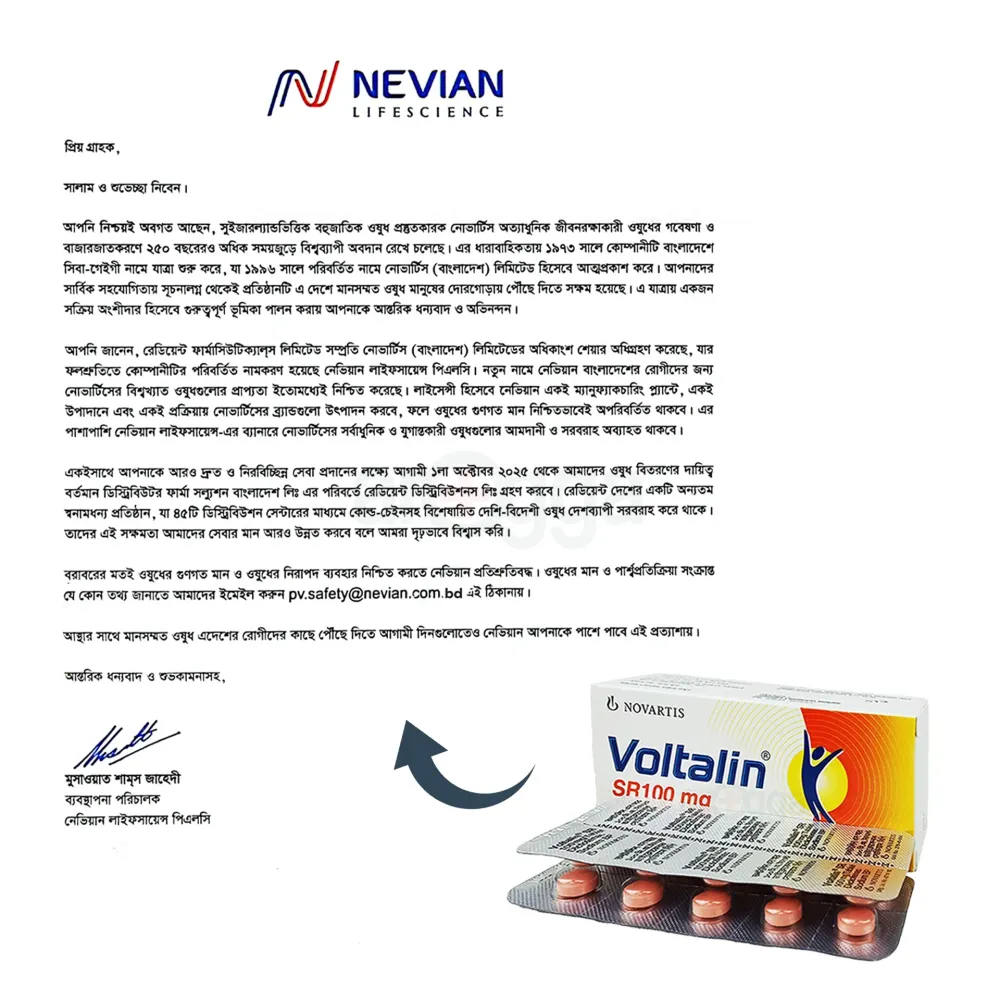 NEVIAN
LIFESCIENCE
প্রিয় গ্রাহক,
সালাম ও শুভেচ্ছা নিবেন।
আপনি নিশ্চয়ই অবগত আছেন, সুইজারল্যান্ডভিত্তিক বহুজাতিক ওষুধ প্রস্তুতকারক নোভার্টিস অত্যাধুনিক জীবনরক্ষাকারী ওষুধের গবেষণা ও
বাজারজাতকরণে ২৫০ বছরেরও অধিক সময়জুড়ে বিশ্বব্যাপী অবদান রেখে চলেছে। এর ধারাবাহিকতায় ১৯৭৩ সালে কোম্পানীটি বাংলাদেশে
সিবা-গেইগী নামে যাত্রা শুরু করে, যা ১৯৯৬ সালে পরিবর্তিত নামে নোভার্টিস (বাংলাদেশ) লিমিটেড হিসেবে আত্মপ্রকাশ করে। আপনাদের
সার্বিক সহযোগিতায় সূচনালগ্ন থেকেই প্রতিষ্ঠানটি এ দেশে মানসম্মত ওষুধ মানুষের দোরগোড়ায় পৌঁছে দিতে সক্ষম হয়েছে। এ যাত্রায় একজন
সক্রিয় অংশীদার হিসেবে গুরুত্বপূর্ণ ভূমিকা পালন করায় আপনাকে আন্তরিক ধন্যবাদ ও অভিনন্দন।
আপনি জানেন, রেডিয়েন্ট ফার্মাসিউটিক্যাল্স লিমিটেড সম্প্রতি নোভার্টিস (বাংলাদেশ) লিমিটেডের অধিকাংশ শেয়ার অধিগ্রহণ করেছে, যার
ফলশ্রুতিতে কোম্পানীটির পরিবর্তিত নামকরণ হয়েছে নেভিয়ান লাইফসায়েন্স পিএলসি। নতুন নামে নেভিয়ান বাংলাদেশের রোগীদের জন্য
নোভার্টিসের বিশ্বখ্যাত ওষুধগুলোর প্রাপ্যতা ইতোমধ্যেই নিশ্চিত করেছে। লাইসেন্সী হিসেবে নেভিয়ান একই ম্যানুফ্যাকচারিং প্ল্যান্টে, একই
উপাদানে এবং একই প্রক্রিয়ায় নোভার্টিসের ব্র্যান্ডগুলো উৎপাদন করবে, ফলে ওষুধের গুণগত মান নিশ্চিতভাবেই অপরিবর্তিত থাকবে। এর
পাশাপাশি নেভিয়ান লাইফসায়েন্স-এর ব্যানারে নোভার্টিসের সর্বাধুনিক ও যুগান্তকারী ওষুধগুলোর আমদানী ও সরবরাহ অব্যাহত থাকবে।
একইসাথে আপনাকে আরও দ্রুত ও নিরবিচ্ছিন্ন সেবা প্রদানের লক্ষ্যে আগামী ১লা অক্টোবর ২০২৫ থেকে আমাদের ওষুধ বিতরণের দায়িত্ব
বর্তমান ডিস্ট্রিবিউটর ফার্মা সল্যুশন বাংলাদেশ লিঃ এর পরিবর্তে রেডিয়েন্ট ডিস্ট্রিবিউশনস লিঃ গ্রহণ করবে। রেডিয়েন্ট দেশের একটি অন্যতম
স্বনামধন্য প্রতিষ্ঠান, যা ৪৫টি ডিস্ট্রিবিউশন সেন্টারের মাধ্যমে কোল্ড-চেইনসহ বিশেষায়িত দেশি-বিদেশী ওষুধ দেশব্যাপী সরবরাহ করে থাকে।
তাদের এই সক্ষমতা আমাদের সেবার মান আরও উন্নত করবে বলে আমরা দৃঢ়ভাবে বিশ্বাস করি।
বরাবরের মতই ওষুধের গুণগত মান ও ওষুধের নিরাপদ ব্যবহার নিশ্চিত করতে নেভিয়ান প্রতিশ্রুতিবদ্ধ। ওষুধের মান ও পার্শ্বপ্রতিক্রিয়া সংক্রান্ত
যে কোন তথ্য জানাতে আমাদের ইমেইল করুন pv.safety@nevian.com.bd এই ঠিকানায়।
আস্থার সাথে মানসম্মত ওষুধ এদেশের রোগীদের কাছে পৌঁছে দিতে আগামী দিনগুলোতেও নেভিয়ান আপনাকে পাশে পাবে এই প্রত্যাশায়।
আন্তরিক ধন্যবাদ ও শুভকামনাসহ,
মুসাওয়াত শাম্স জাহেদী
ব্যবস্থাপনা পরিচালক
নেভিয়ান লাইফসায়েন্স পিএলসি
NOVARTIS
Voltalin®
SR100 mg